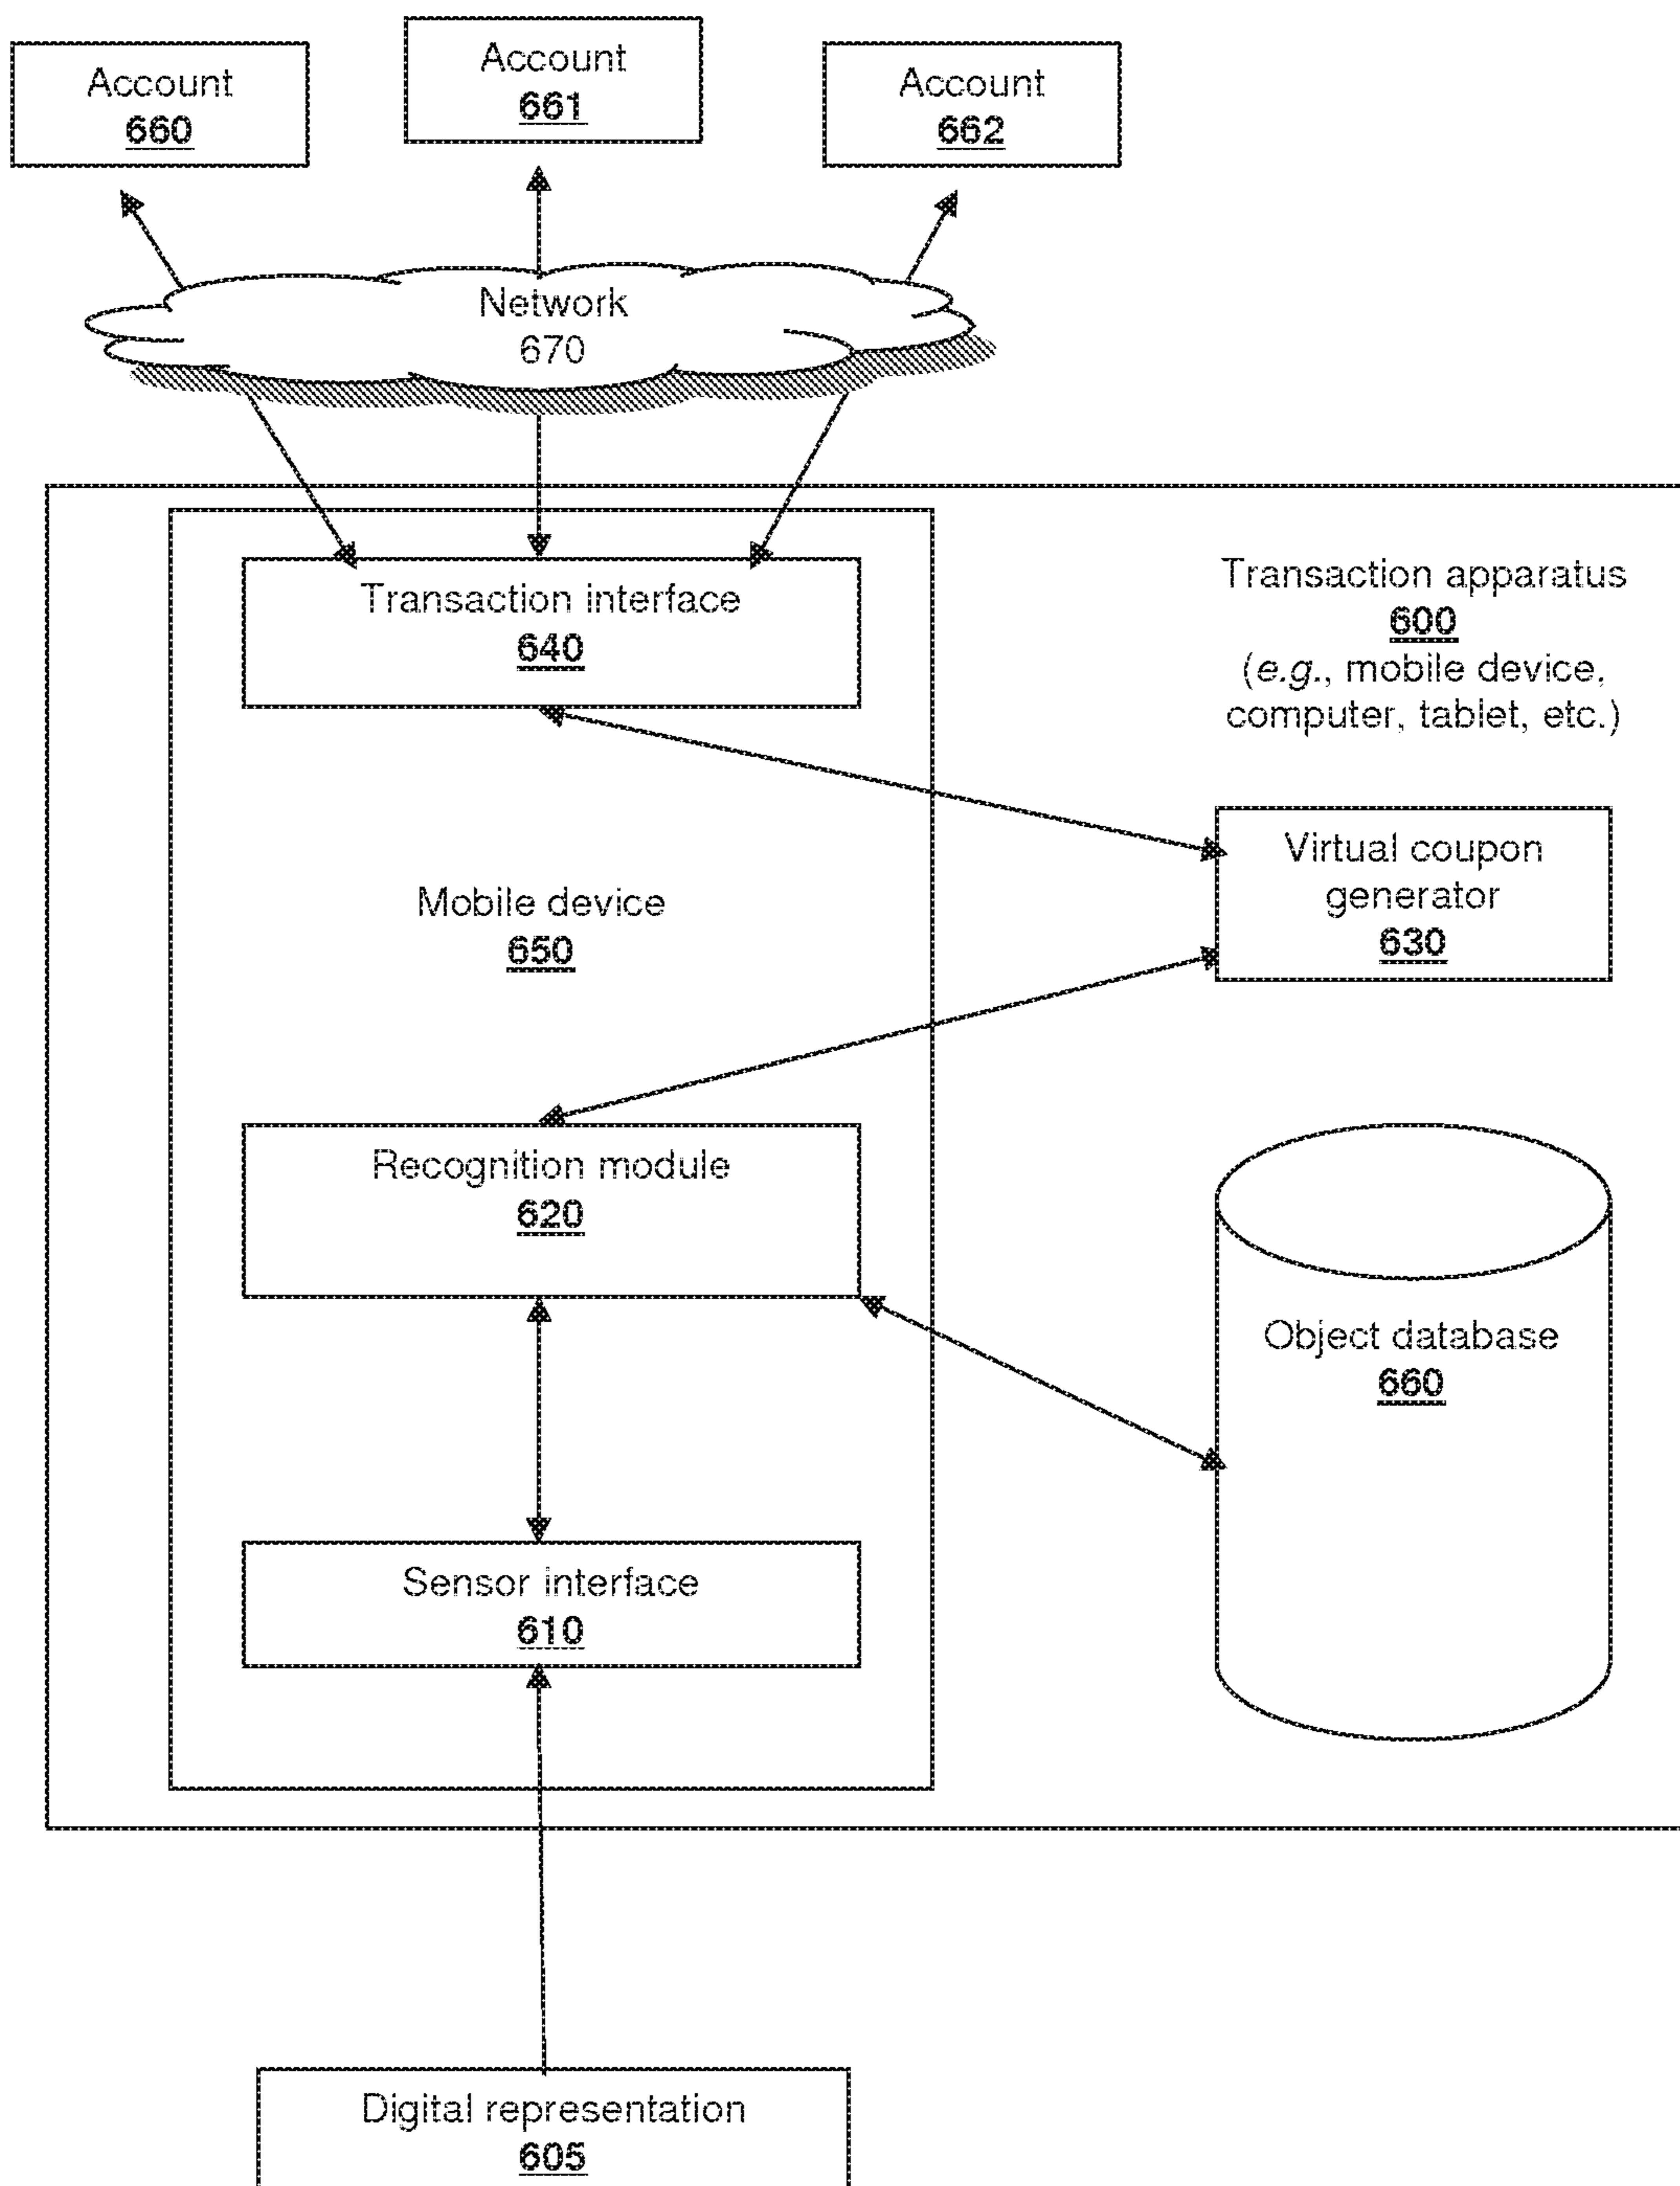 Account
660
Account
661
Account
662
Network
670
Transaction interface
640
Transaction apparatus
600
(e.g., mobile device,
computer, tablet, etc.)
Virtual coupon
generator
630
Mobile device
650
Recognition module
620
Object database
660
Sensor interface
610
Digital representation
605